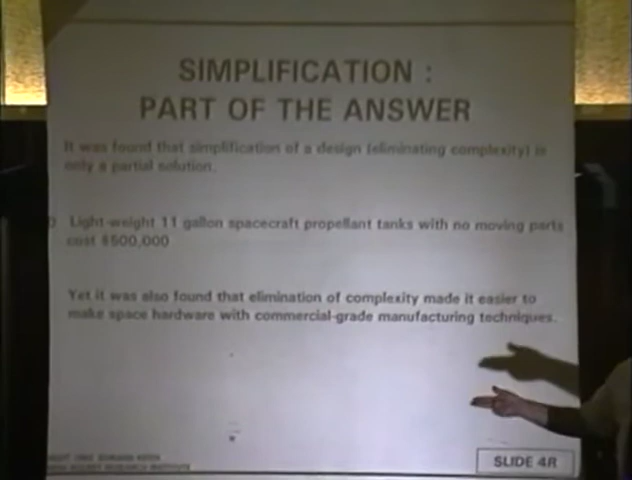 SIMPLIFICATION :
PART OF THE ANSWER
It was found that simplification of a design (eliminating complexity) is
only a partial solution.
Light-weight 11 gallon spacecraft propellant tanks with no moving parts
cost $500,000
Yet it was also found that elimination of complexity made it easier to
make space hardware with commercial-grade manufacturing techniques.
RESEARCH INSTITUTE
SLIDE 4R